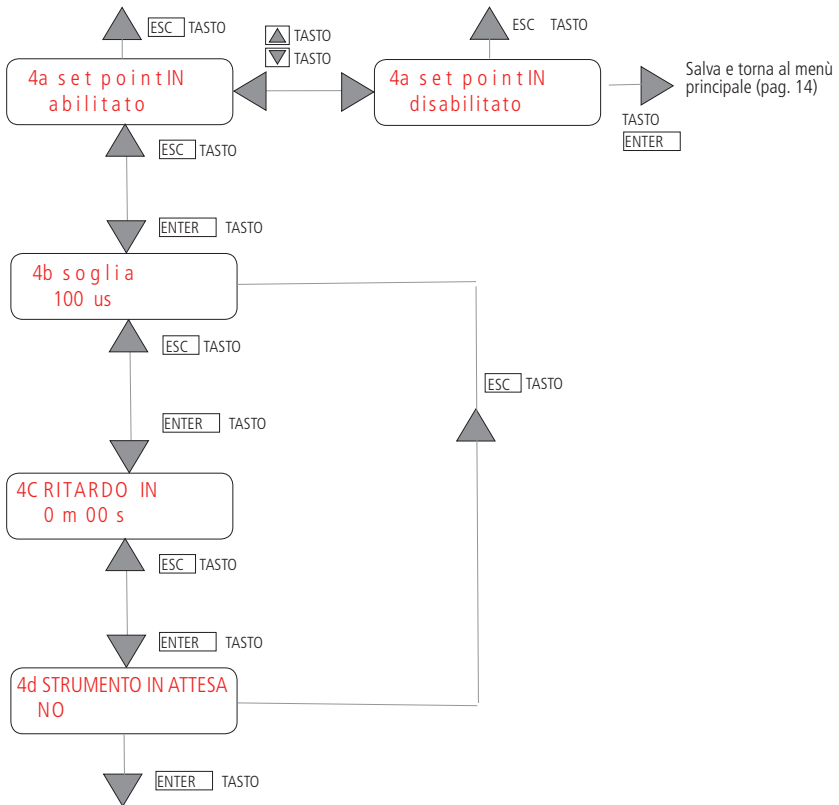 ESC TASTO
TASTO
TASTO
ESC TASTO
4a set point IN
abilitato
4a set point IN
disabilitato
Salva e torna al menù
principale (pag. 14)
TASTO
ENTER
ESC TASTO
ENTER TASTO
4b soglia
100 us
ESC TASTO
ESC TASTO
ENTER TASTO
4C RITARDO IN
0 m 00 s
ESC TASTO
ENTER TASTO
4d STRUMENTO IN ATTESA
NO
ENTER TASTO